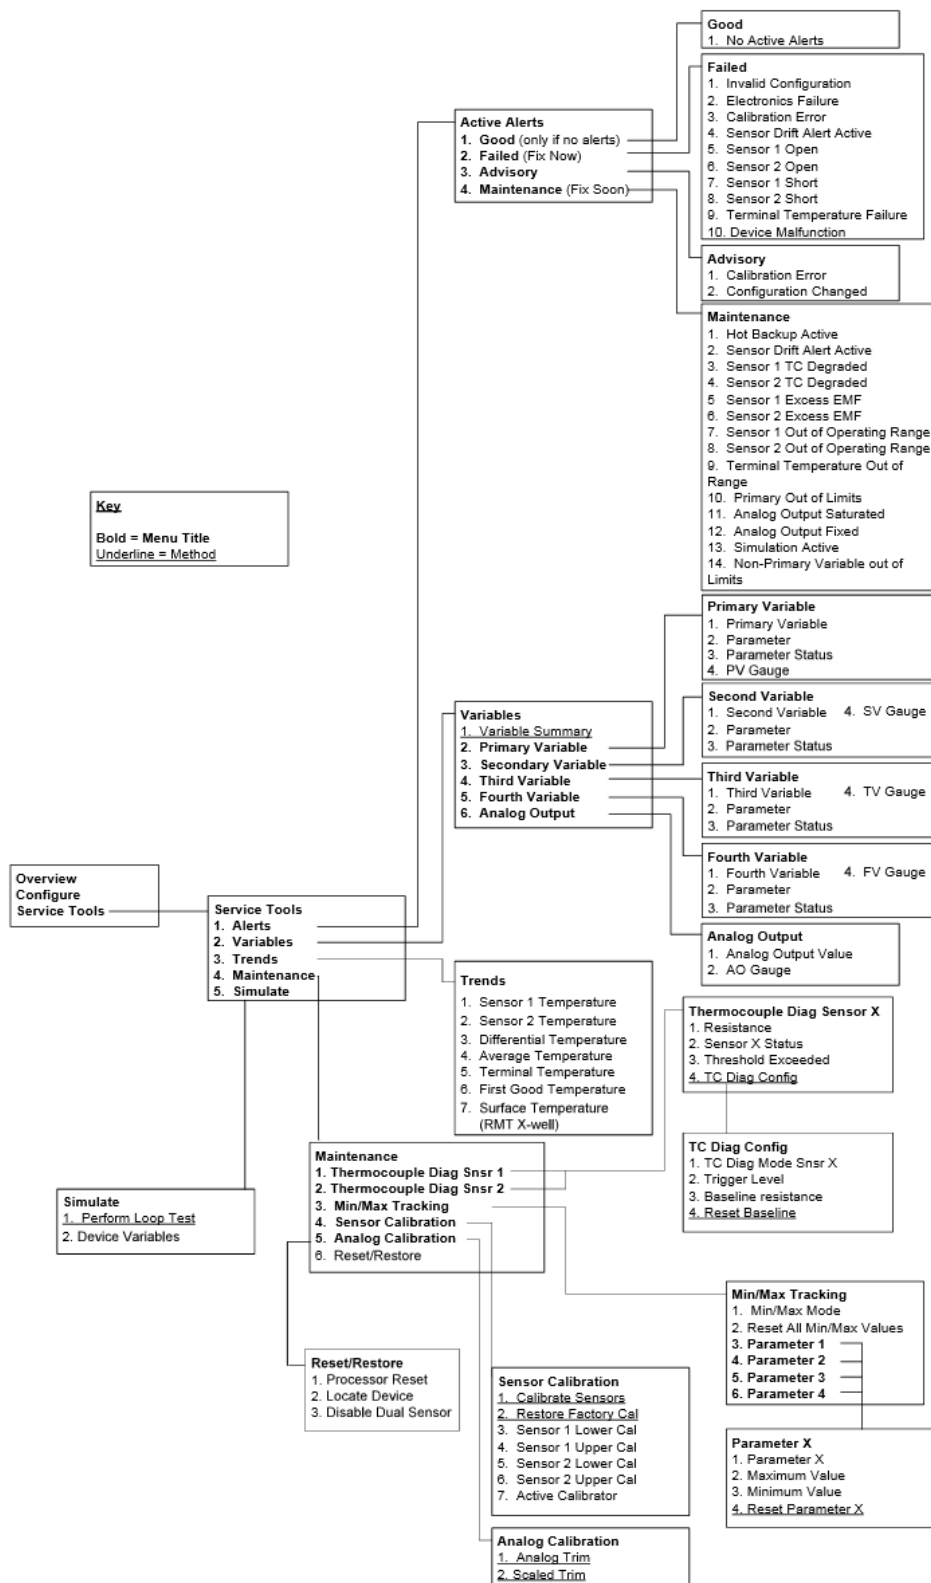 Good
1. No Active Alerts
Failed
1. Invalid Configuration
2. Electronics Failure
3. Calibration Error
4. Sensor Drift Alert Active
5. Sensor 1 Open
6. Sensor 2 Open
7. Sensor 1 Short
8. Sensor 2 Short
9. Terminal Temperature Failure
10. Device Malfunction
Active Alerts
1. Good (only if no alerts)
2. Failed (Fix Now)
3. Advisory
4. Maintenance (Fix Soon)
Advisory
1. Calibration Error
2. Configuration Changed
Maintenance
1. Hot Backup Active
2. Sensor Drift Alert Active
3. Sensor 1 TC Degraded
4. Sensor 2 TC Degraded
5 Sensor 1 Excess EMF
6. Sensor 2 Excess EMF
7. Sensor 1 Out of Operating Range
8. Sensor 2 Out of Operating Range
9. Terminal Temperature Out of
Range
10. Primary Out of Limits
11. Analog Output Saturated
12. Analog Output Fixed
13. Simulation Active
14. Non-Primary Variable out of
Limits
Key
Bold = Menu Title
Underline = Method
Primary Variable
1. Primary Variable
2. Parameter
3. Parameter Status
4. PV Gauge
Variables
1. Variable Summary
2. Primary Variable
3. Secondary Variable
4. Third Variable
5. Fourth Variable
6. Analog Output
Second Variable
1. Second Variable 4. SV Gauge
2. Parameter
3. Parameter Status
Third Variable
1. Third Variable 4. TV Gauge
2. Parameter
3. Parameter Status
Fourth Variable
1. Fourth Variable 4. FV Gauge
2. Parameter
3. Parameter Status
Analog Output
1. Analog Output Value
2. AO Gauge
Overview
Configure
Service Tools
Service Tools
1. Alerts
2. Variables
3. Trends
4. Maintenance
5. Simulate
Trends
1. Sensor 1 Temperature
2. Sensor 2 Temperature
3. Differential Temperature
4. Average Temperature
5. Terminal Temperature
6. First Good Temperature
7. Surface Temperature
(RMT X-well)
Thermocouple Diag Sensor X
1. Resistance
2. Sensor X Status
3. Threshold Exceeded
4. TC Diag Config
TC Diag Config
1. TC Diag Mode Snsr X
2. Trigger Level
3. Baseline resistance
4. Reset Baseline
Maintenance
1. Thermocouple Diag Snsr 1
2. Thermocouple Diag Snsr 2
3. Min/Max Tracking
4. Sensor Calibration
5. Analog Calibration
6. Reset/Restore
Simulate
1. Perform Loop Test
2. Device Variables
Min/Max Tracking
1. Min/Max Mode
2. Reset All Min/Max Values
3. Parameter 1
4. Parameter 2
5. Parameter 3
6. Parameter 4
Reset/Restore
1. Processor Reset
2. Locate Device
3. Disable Dual Sensor
Sensor Calibration
1. Calibrate Sensors
2. Restore Factory Cal
3. Sensor 1 Lower Cal
4. Sensor 1 Upper Cal
5. Sensor 2 Lower Cal
6. Sensor 2 Upper Cal
7. Active Calibrator
Parameter X
1. Parameter X
2. Maximum Value
3. Minimum Value
4. Reset Parameter X
Analog Calibration
1. Analog Trim
2. Scaled Trim